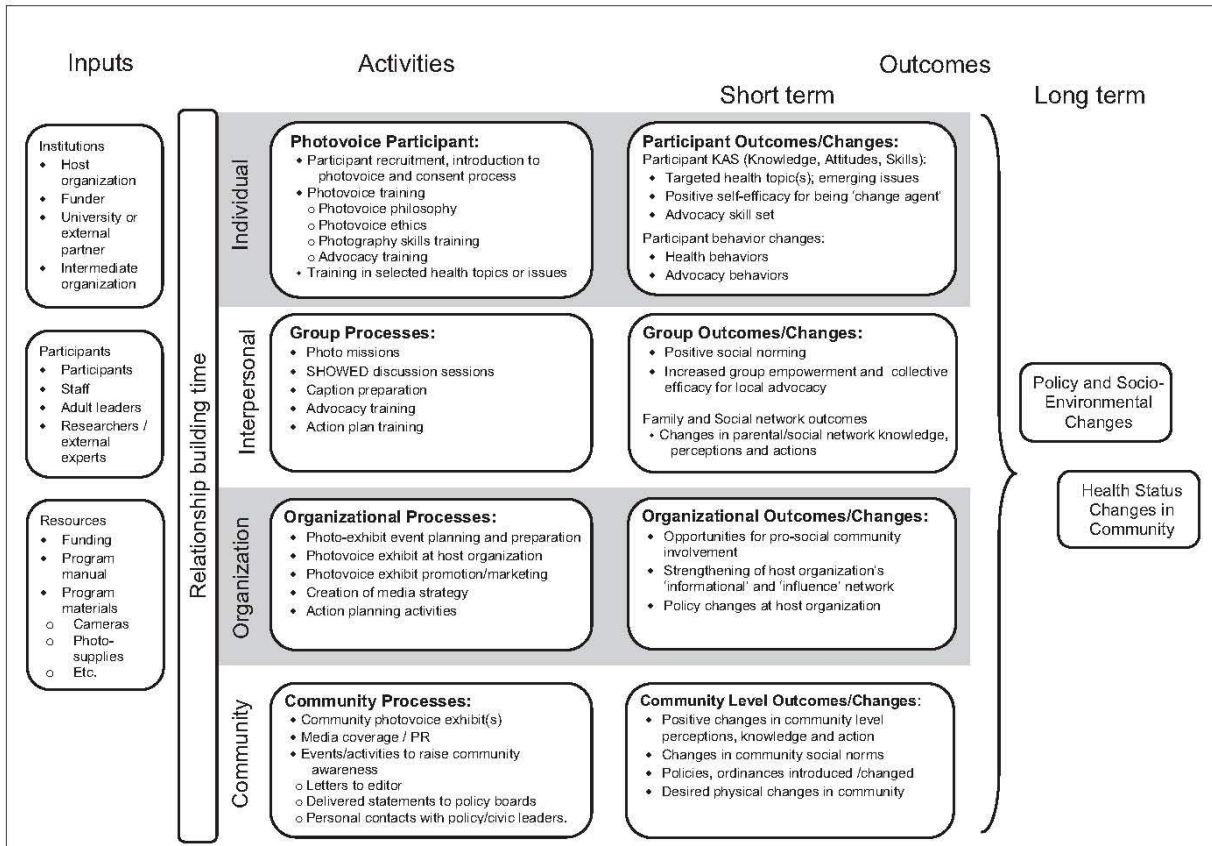 Inputs
Activities
Outcomes
Short term
Long term
Institutions
◆ Host
organization
◆ Funder
◆ University or
external
partner
◆ Intermediate
organization
Participants
◆ Participants
◆ Staff
◆ Adult leaders
◆ Researchers /
external
experts
Resources
◆ Funding
◆ Program
manual
◆ Program
materials
o Cameras
o Photo-
supplies
o Etc.
Relationship building time
Individual
Photovoice Participant:
◆ Participant recruitment, introduction to
photovoice and consent process
◆ Photovoice training
o Photovoice philosophy
o Photovoice ethics
o Photography skills training
o Advocacy training
◆ Training in selected health topics or issues
Participant Outcomes/Changes:
Participant KAS (Knowledge, Attitudes, Skills):
◆ Targeted health topic(s); emerging issues
◆ Positive self-efficacy for being 'change agent'
◆ Advocacy skill set
Participant behavior changes:
◆ Health behaviors
◆ Advocacy behaviors
Interpersonal
Group Processes:
◆ Photo missions
◆ SHOWED discussion sessions
◆ Caption preparation
◆ Advocacy training
◆ Action plan training
Group Outcomes/Changes:
◆ Positive social norming
◆ Increased group empowerment and collective
efficacy for local advocacy
Family and Social network outcomes
◆ Changes in parental/social network knowledge,
perceptions and actions
Organization
Organizational Processes:
◆ Photo-exhibit event planning and preparation
◆ Photovoice exhibit at host organization
◆ Photovoice exhibit promotion/marketing
◆ Creation of media strategy
◆ Action planning activities
Organizational Outcomes/Changes:
◆ Opportunities for pro-social community
involvement
◆ Strengthening of host organization's
'informational' and 'influence' network
◆ Policy changes at host organization
Community
Community Processes:
◆ Community photovoice exhibit(s)
◆ Media coverage / PR
◆ Events/activities to raise community
awareness
o Letters to editor
o Delivered statements to policy boards
o Personal contacts with policy/civic leaders.
Community Level Outcomes/Changes:
◆ Positive changes in community level
perceptions, knowledge and action
◆ Changes in community social norms
◆ Policies, ordinances introduced /changed
◆ Desired physical changes in community
Policy and Socio-
Environmental
Changes
Health Status
Changes in
Community